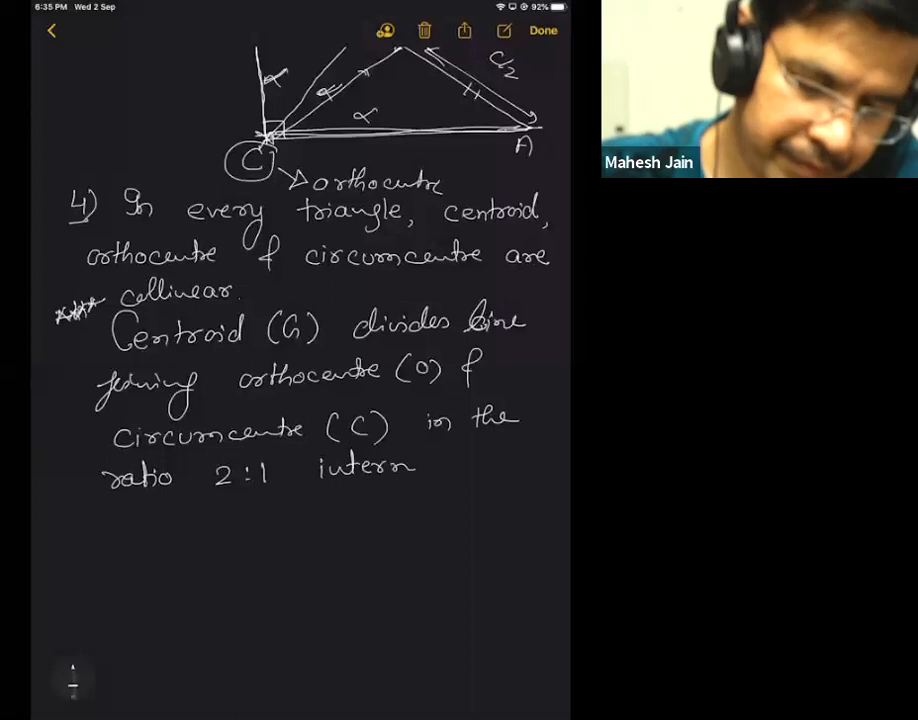 6:35 PM Wed 2 Sep
92%
Done
C/2
α
α
α
C
A
orthocentre
4) In every triangle, centroid,
orthocentre & circumcentre are
collinear.
Centroid (G) divides line
joining orthocentre (O) &
circumcentre (C) in the
ratio 2:1 intern
Mahesh Jain